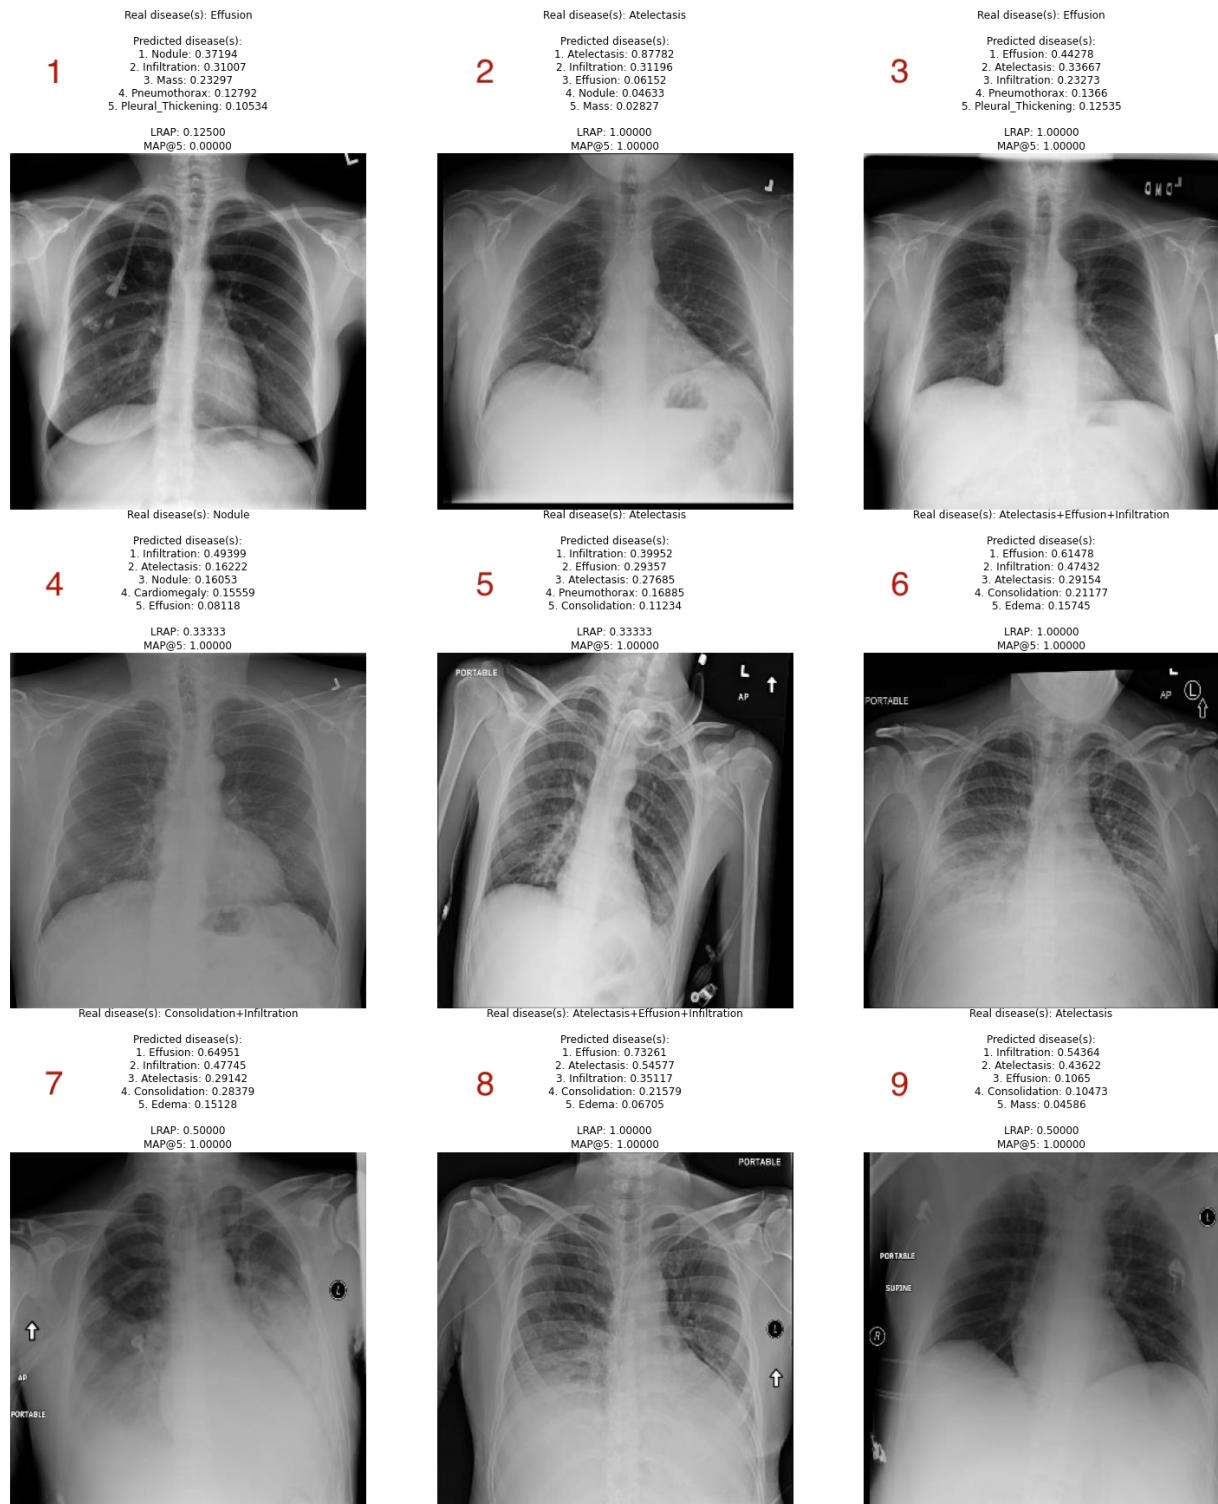 Real disease(s): Effusion
1
Predicted disease(s):
1. Nodule: 0.37194
2. Infiltration: 0.31007
3. Mass: 0.23297
4. Pneumothorax: 0.12792
5. Pleural_Thickening: 0.10534
LRAP: 0.12500
MAP@5: 0.00000
L
Real disease(s): Atelectasis
2
Predicted disease(s):
1. Atelectasis: 0.87782
2. Infiltration: 0.31196
3. Effusion: 0.06152
4. Nodule: 0.04633
5. Mass: 0.02827
LRAP: 1.00000
MAP@5: 1.00000
L
Real disease(s): Effusion
3
Predicted disease(s):
1. Effusion: 0.44278
2. Atelectasis: 0.33667
3. Infiltration: 0.23273
4. Pneumothorax: 0.1366
5. Pleural_Thickening: 0.12535
LRAP: 1.00000
MAP@5: 1.00000
Real disease(s): Nodule
4
Predicted disease(s):
1. Infiltration: 0.49399
2. Atelectasis: 0.16222
3. Nodule: 0.16053
4. Cardiomegaly: 0.15559
5. Effusion: 0.08118
LRAP: 0.33333
MAP@5: 1.00000
Real disease(s): Atelectasis
5
Predicted disease(s):
1. Infiltration: 0.39952
2. Effusion: 0.29357
3. Atelectasis: 0.27685
4. Pneumothorax: 0.16885
5. Consolidation: 0.11234
LRAP: 0.33333
MAP@5: 1.00000
PORTABLE
L
AP
Real disease(s): Atelectasis+Effusion+Infiltration
6
Predicted disease(s):
1. Effusion: 0.61478
2. Infiltration: 0.47432
3. Atelectasis: 0.29154
4. Consolidation: 0.21177
5. Edema: 0.15745
LRAP: 1.00000
MAP@5: 1.00000
L
AP L
PORTABLE
Real disease(s): Consolidation+Infiltration
7
Predicted disease(s):
1. Effusion: 0.64951
2. Infiltration: 0.47745
3. Atelectasis: 0.29142
4. Consolidation: 0.28379
5. Edema: 0.15128
LRAP: 0.50000
MAP@5: 1.00000
L
AP
PORTABLE
Real disease(s): Atelectasis+Effusion+Infiltration
8
Predicted disease(s):
1. Effusion: 0.73261
2. Atelectasis: 0.54577
3. Infiltration: 0.35117
4. Consolidation: 0.21579
5. Edema: 0.06705
LRAP: 1.00000
MAP@5: 1.00000
PORTABLE
L
Real disease(s): Atelectasis
9
Predicted disease(s):
1. Infiltration: 0.54364
2. Atelectasis: 0.43622
3. Effusion: 0.1065
4. Consolidation: 0.10473
5. Mass: 0.04586
LRAP: 0.50000
MAP@5: 1.00000
L
PORTABLE
SUPINE
R